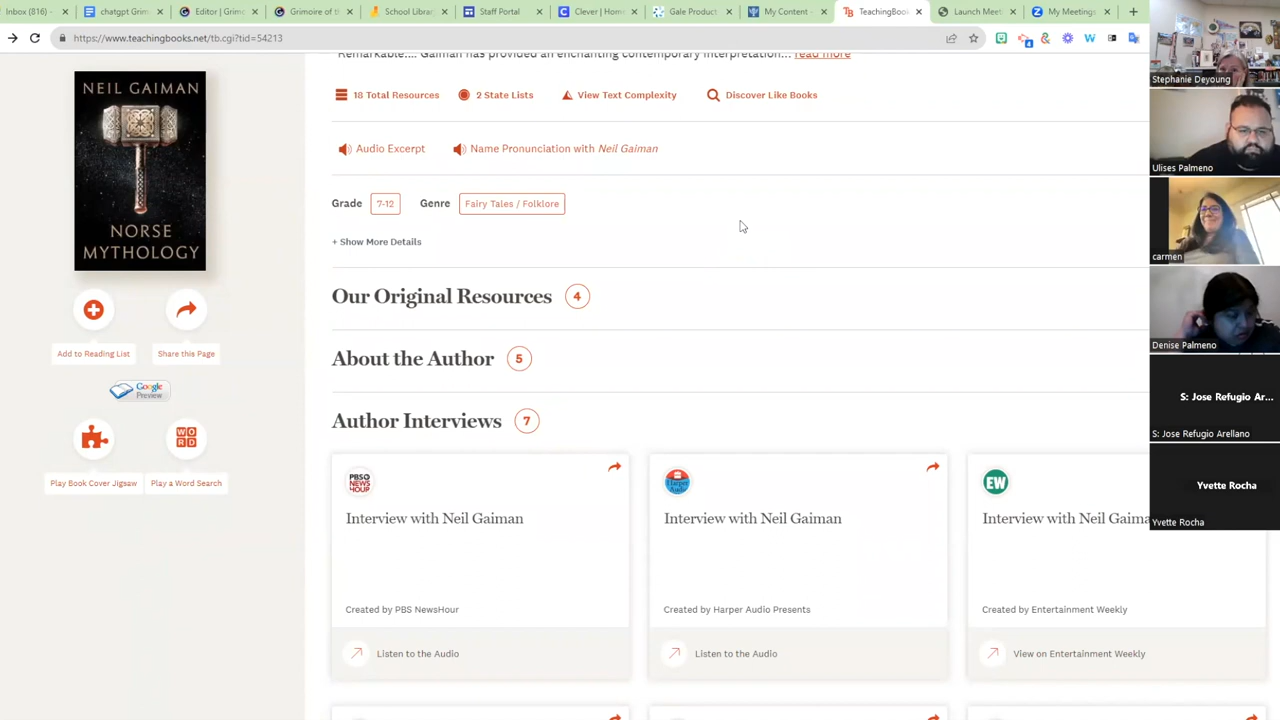 Inbox (816) -
chatgpt Grim
Editor | Grimo
Grimoire of th
School Librar
Staff Portal
Clever | Hom
Gale Product
My Content -
TeachingBook
Launch Meet
My Meetings
https://www.teachingbooks.net/tb.cgi?tid=54213
Remarkable.... Gaiman has provided an enchanting contemporary interpretation... read more
NEIL GAIMAN
NORSE
MYTHOLOGY
18 Total Resources
2 State Lists
View Text Complexity
Discover Like Books
Audio Excerpt
Name Pronunciation with Neil Gaiman
Grade 7-12 Genre Fairy Tales / Folklore
+ Show More Details
Our Original Resources 4
Add to Reading List
Share this Page
Google
Preview
About the Author 5
Author Interviews 7
WORD
Play Book Cover Jigsaw
Play a Word Search
PBS NEWS HOUR
Harper Audio
EW
Interview with Neil Gaiman
Interview with Neil Gaiman
Interview with Neil Gaima
Created by PBS NewsHour
Created by Harper Audio Presents
Created by Entertainment Weekly
Listen to the Audio
Listen to the Audio
View on Entertainment Weekly
Stephanie Deyoung
Ulises Palmeno
carmen
Denise Palmeno
S: Jose Refugio Ar...
S: Jose Refugio Arellano
Yvette Rocha
Yvette Rocha